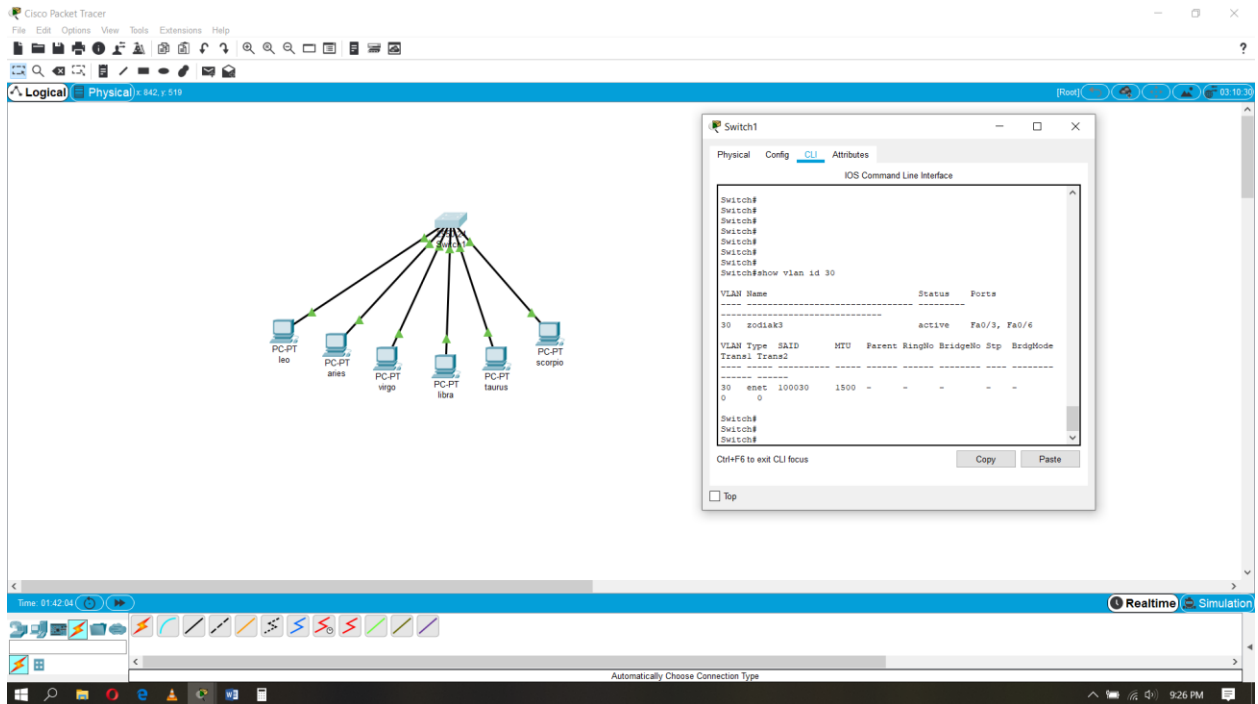 Cisco Packet Tracer
File Edit Options View Tools Extensions Help
?
Logical Physical x: 842, y: 519 [Root] 03:10:30
Switch1
Physical Config CLI Attributes
IOS Command Line Interface
Switch#
Switch#
Switch#
Switch#
Switch#
Switch#
Switch#
Switch#show vlan id 30
VLAN Name Status Ports
---- -------------------------------- --------- -------------------------------
30 zodiak3 active Fa0/3, Fa0/6
VLAN Type SAID MTU Parent RingNo BridgeNo Stp BrdgMode
Trans1 Trans2
---- ----- ---------- ----- ------ ------ -------- ---- -------- ------ ------
30 enet 100030 1500 - - - - -
0 0
Switch#
Switch#
Switch#
Ctrl+F6 to exit CLI focus
Copy Paste
Top
Switch1
PC-PT
leo
PC-PT
aries
PC-PT
virgo
PC-PT
libra
PC-PT
taurus
PC-PT
scorpio
Time: 01:42:04 Realtime Simulation
Automatically Choose Connection Type
9:26 PM